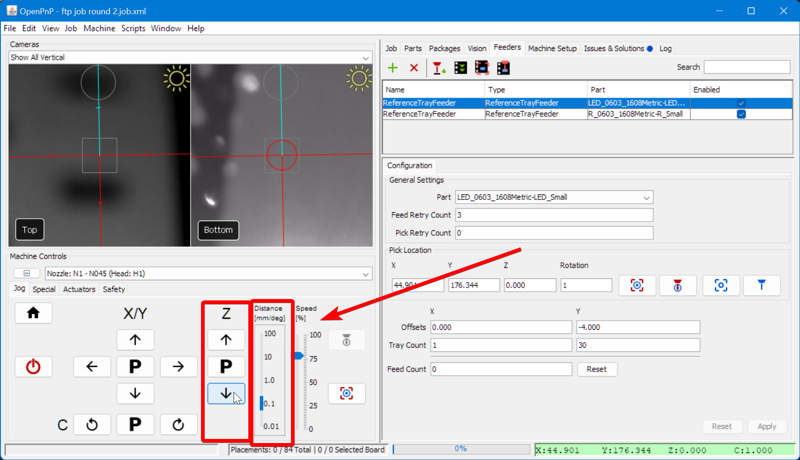 OpenPnP - ftp job round 2.job.xml
File Edit View Job Machine Scripts Window Help
Cameras
Show All Vertical
Top
Bottom
Machine Controls
Nozzle: N1 - N045 (Head: H1)
Jog Special Actuators Safety
X/Y
Z
Distance
[mm/deg]
Speed
[%]
100
10
1.0
0.1
0.01
100
75
50
25
0
P
P
C
P
Job Parts Packages Vision Feeders Machine Setup Issues & Solutions Log
Search
Name Type Part Enabled
ReferenceTrayFeeder ReferenceTrayFeeder LED_0603_1608Metric-LED...
ReferenceTrayFeeder ReferenceTrayFeeder R_0603_1608Metric-R_Small
Configuration
General Settings
Part LED_0603_1608Metric-LED_Small
Feed Retry Count 3
Pick Retry Count 0
Pick Location
X Y Z Rotation
44.901 176.344 0.000 1
X Y
Offsets 0.000 -4.000
Tray Count 1 30
Feed Count 0 Reset
Reset Apply
Placements: 0 / 84 Total | 0 / 0 Selected Board
0%
X:44.901 Y:176.344 Z:0.000 C:1.000